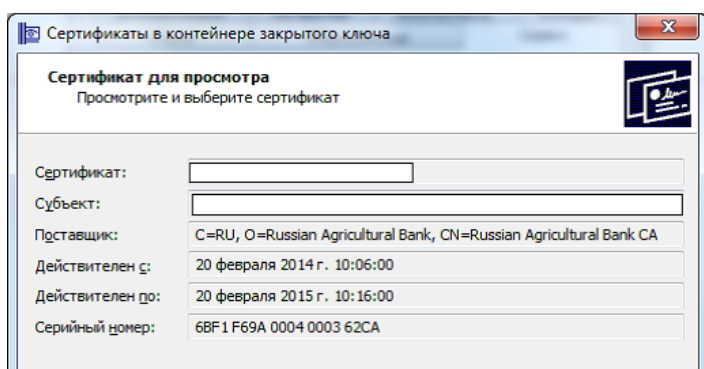 Сертификаты в контейнере закрытого ключа
Сертификат для просмотра
Просмотрите и выберите сертификат
Сертификат:
Субъект:
Поставщик: C=RU, O=Russian Agricultural Bank, CN=Russian Agricultural Bank CA
Действителен с: 20 февраля 2014 г. 10:06:00
Действителен по: 20 февраля 2015 г. 10:16:00
Серийный номер: 6BF1 F69A 0004 0003 62CA